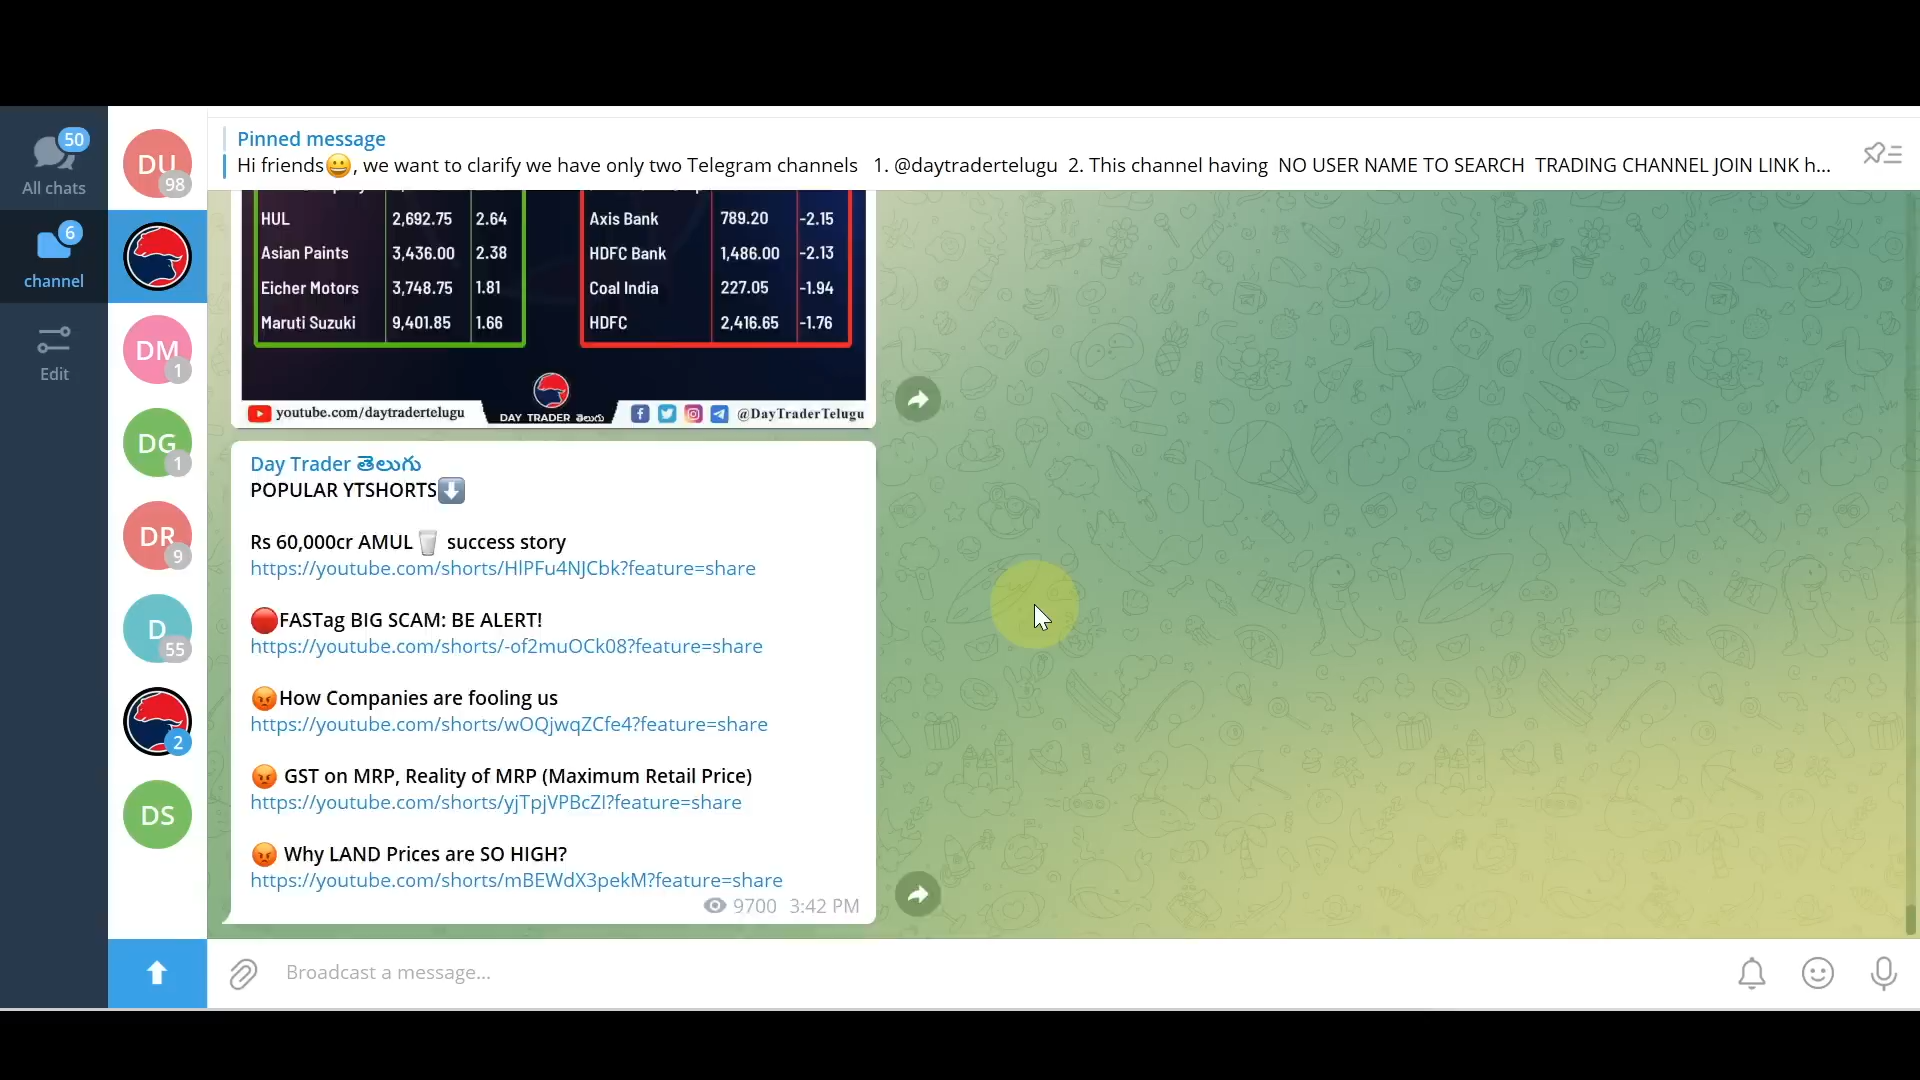 50
All chats
6
channel
Edit
DU
98
DM
1
DG
1
DR
9
D
55
2
DS
Pinned message
Hi friends😀, we want to clarify we have only two Telegram channels 1. @daytradertelugu 2. This channel having NO USER NAME TO SEARCH TRADING CHANNEL JOIN LINK h...
HUL 2,692.75 2.64 Axis Bank 789.20 -2.15
Asian Paints 3,436.00 2.38 HDFC Bank 1,486.00 -2.13
Eicher Motors 3,748.75 1.81 Coal India 227.05 -1.94
Maruti Suzuki 9,401.85 1.66 HDFC 2,416.65 -1.76
youtube.com/daytradertelugu DAY TRADER తెలుగు @DayTraderTelugu
Day Trader తెలుగు
POPULAR YTSHORTS⬇️
Rs 60,000cr AMUL🥛 success story
https://youtube.com/shorts/HlPFu4NJCbk?feature=share
🔴FASTag BIG SCAM: BE ALERT!
https://youtube.com/shorts/-of2muOCk08?feature=share
😡How Companies are fooling us
https://youtube.com/shorts/wOQjwqZCfe4?feature=share
😡 GST on MRP, Reality of MRP (Maximum Retail Price)
https://youtube.com/shorts/yjTpjVPBcZI?feature=share
😡 Why LAND Prices are SO HIGH?
https://youtube.com/shorts/mBEWdX3pekM?feature=share
9700 3:42 PM
Broadcast a message...